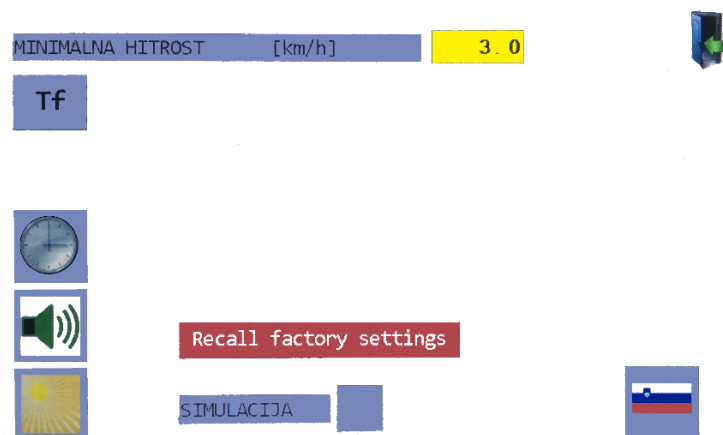 MINIMALNA HITROST [km/h] 3.0
Tf
Recall factory settings
SIMULACIJA